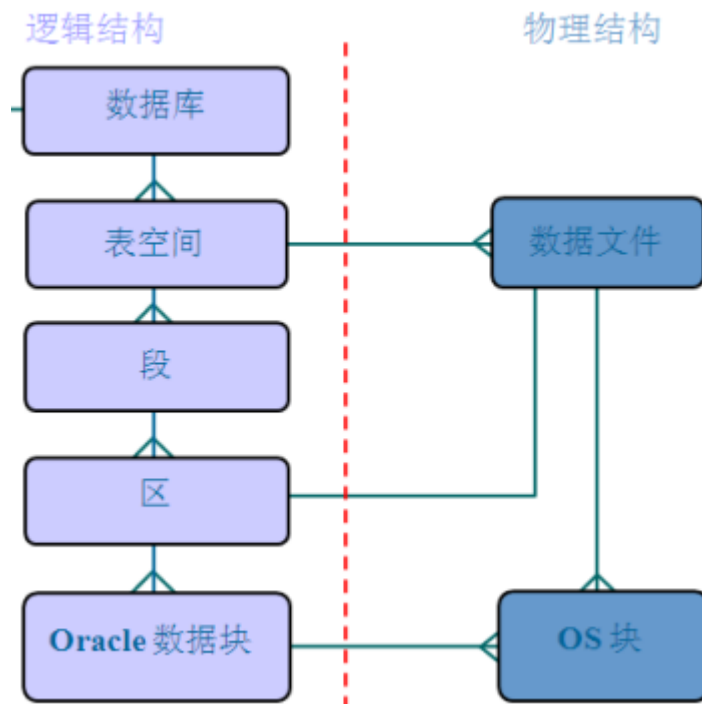 逻辑结构
物理结构
数据库
表空间
数据文件
段
区
Oracle 数据块
OS 块